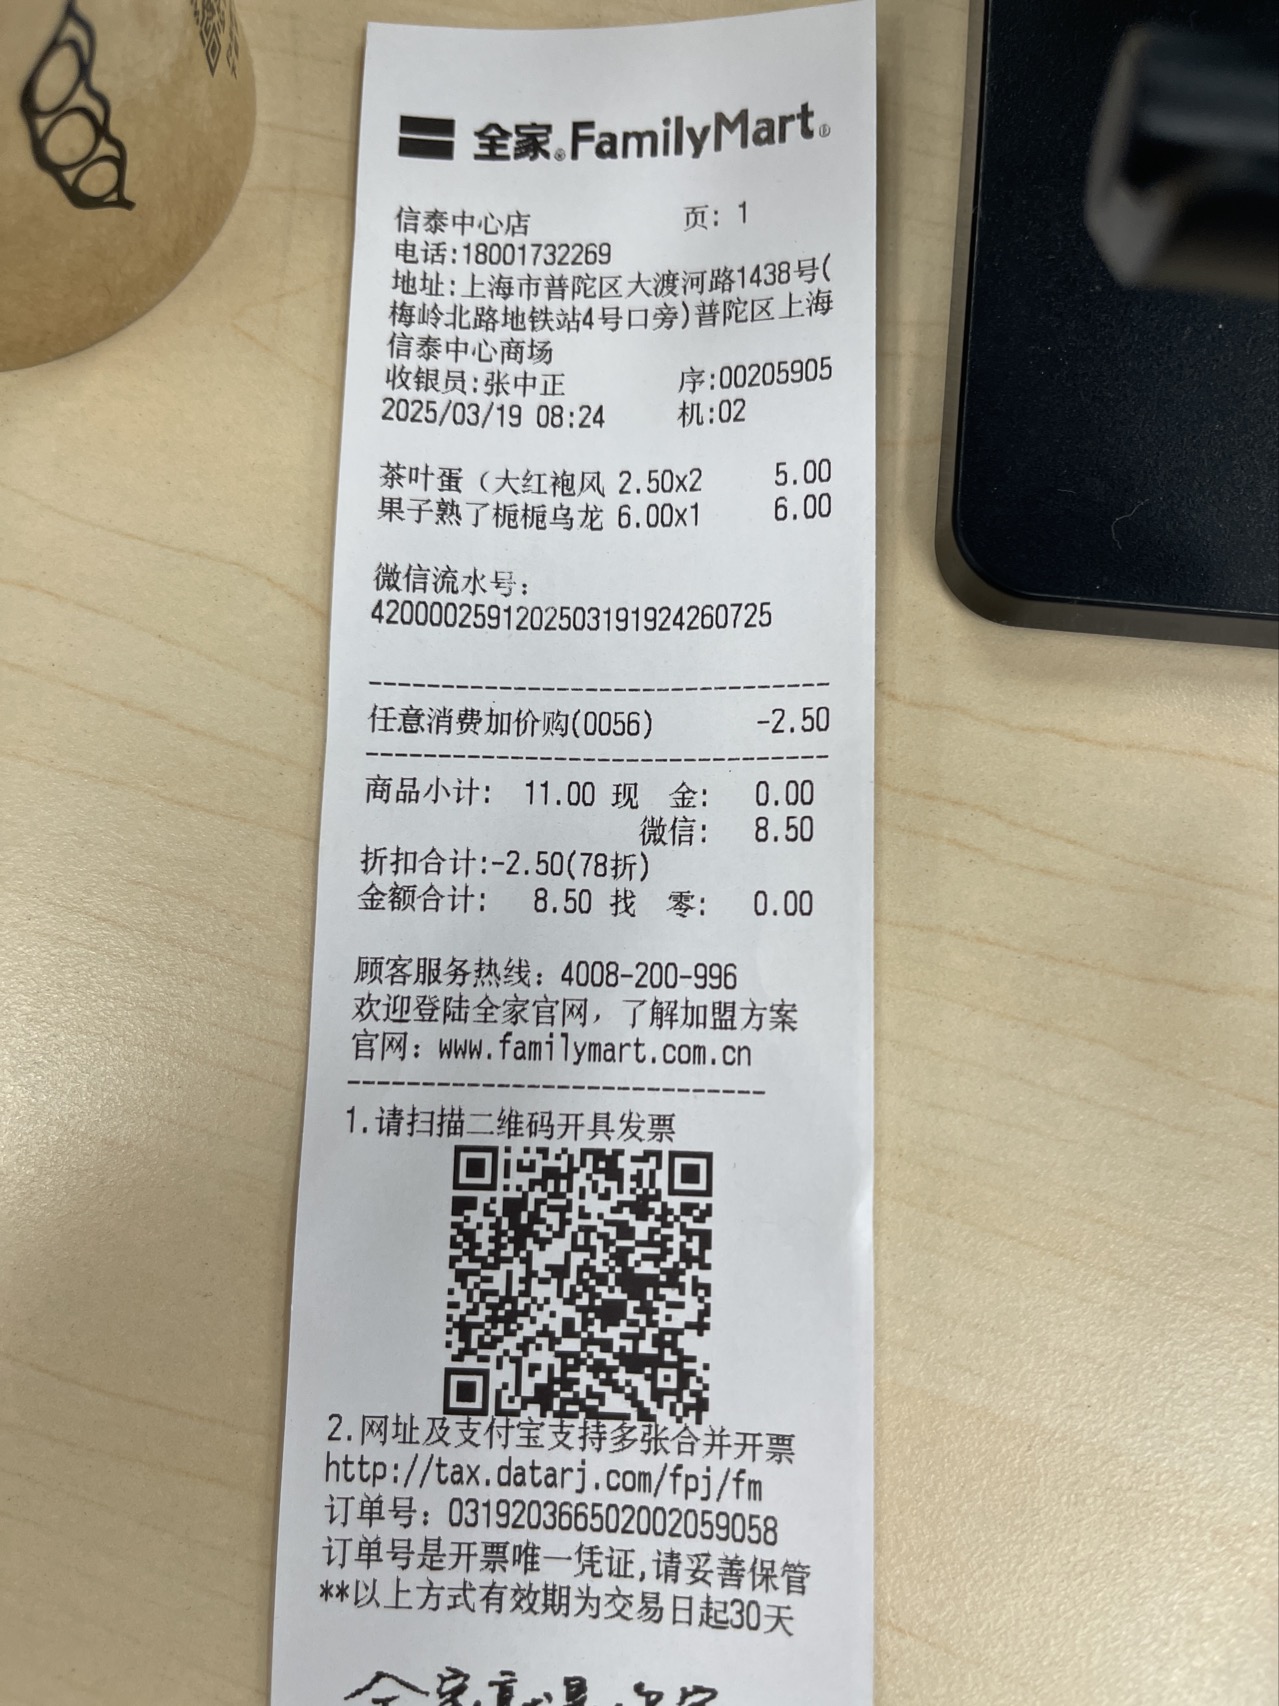 全家®FamilyMart®
信泰中心店 页: 1
电话:18001732269
地址:上海市普陀区大渡河路1438号(
梅岭北路地铁站4号口旁)普陀区上海
信泰中心商场
收银员:张中正 序:00205905
2025/03/19 08:24 机:02
茶叶蛋（大红袍风 2.50x2 5.00
果子熟了栀栀乌龙 6.00x1 6.00
微信流水号:
4200002591202503191924260725
任意消费加价购(0056) -2.50
商品小计: 11.00 现 金: 0.00
微信: 8.50
折扣合计:-2.50(78折)
金额合计: 8.50 找 零: 0.00
顾客服务热线: 4008-200-996
欢迎登陆全家官网，了解加盟方案
官网: www.familymart.com.cn
1.请扫描二维码开具发票
2.网址及支付宝支持多张合并开票
http://tax.datarj.com/fpj/fm
订单号: 031920366502002059058
订单号是开票唯一凭证,请妥善保管
**以上方式有效期为交易日起30天